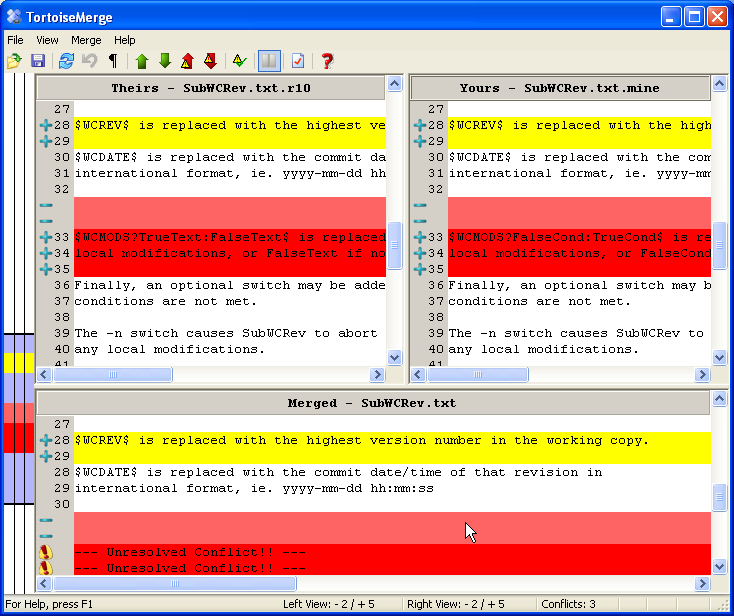 TortoiseMerge
File View Merge Help
Theirs - SubWCRev.txt.r10
27
28 $WCREV$ is replaced with the highest ve
29
30 $WCDATE$ is replaced with the commit da
31 international format, ie. yyyy-mm-dd hh
32
33 $WCMODS?TrueText:FalseText$ is replaced
34 local modifications, or FalseText if no
35
36 Finally, an optional switch may be adde
37 conditions are not met.
38
39 The -n switch causes SubWCRev to abort
40 any local modifications.
41
Yours - SubWCRev.txt.mine
27
28 $WCREV$ is replaced with the high
29
30 $WCDATE$ is replaced with the com
31 international format, ie. yyyy-mm
32
33 $WCMODS?FalseCond:TrueCond$ is re
34 local modifications, or FalseCond
35
36 Finally, an optional switch may b
37 conditions are not met.
38
39 The -n switch causes SubWCRev to
40 any local modifications.
41
Merged - SubWCRev.txt
27
28 $WCREV$ is replaced with the highest version number in the working copy.
29
28 $WCDATE$ is replaced with the commit date/time of that revision in
29 international format, ie. yyyy-mm-dd hh:mm:ss
30
--- Unresolved Conflict!! ---
--- Unresolved Conflict!! ---
For Help, press F1
Left View: - 2 / + 5
Right View: - 2 / + 5
Conflicts: 3